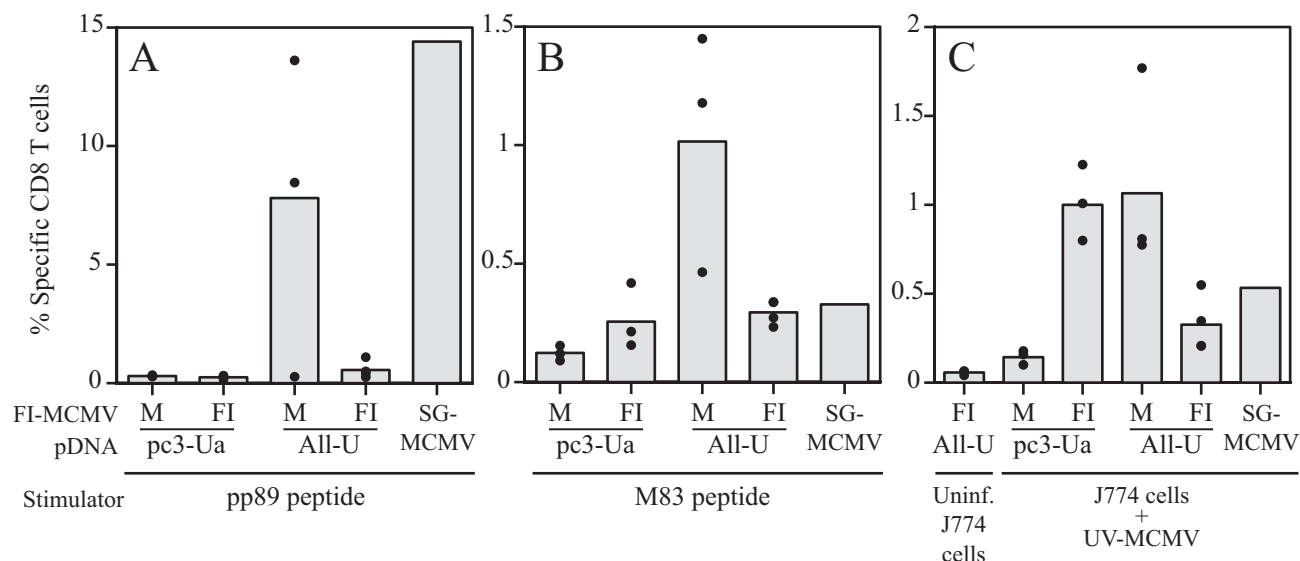 A
B
C
% Specific CD8 T cells
15
10
5
0
1.5
1
0.5
0
2
1.5
1
0.5
0
FI-MCMV M FI M FI SG-MCMV
pDNA pc3-Ua All-U
Stimulator pp89 peptide
M FI M FI SG-MCMV
pc3-Ua All-U
M83 peptide
FI M FI M FI SG-MCMV
All-U pc3-Ua All-U
Uninf. J774 cells
J774 cells
+
UV-MCMV